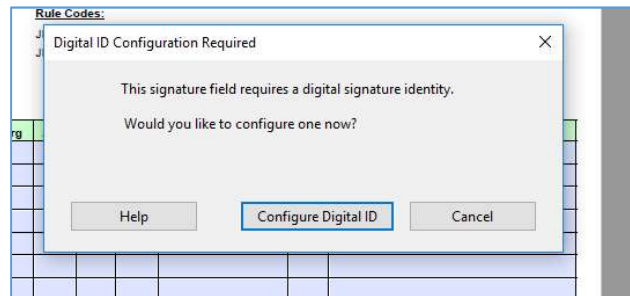 Rule Codes:
Digital ID Configuration Required
This signature field requires a digital signature identity.
Would you like to configure one now?
rg
Help
Configure Digital ID
Cancel